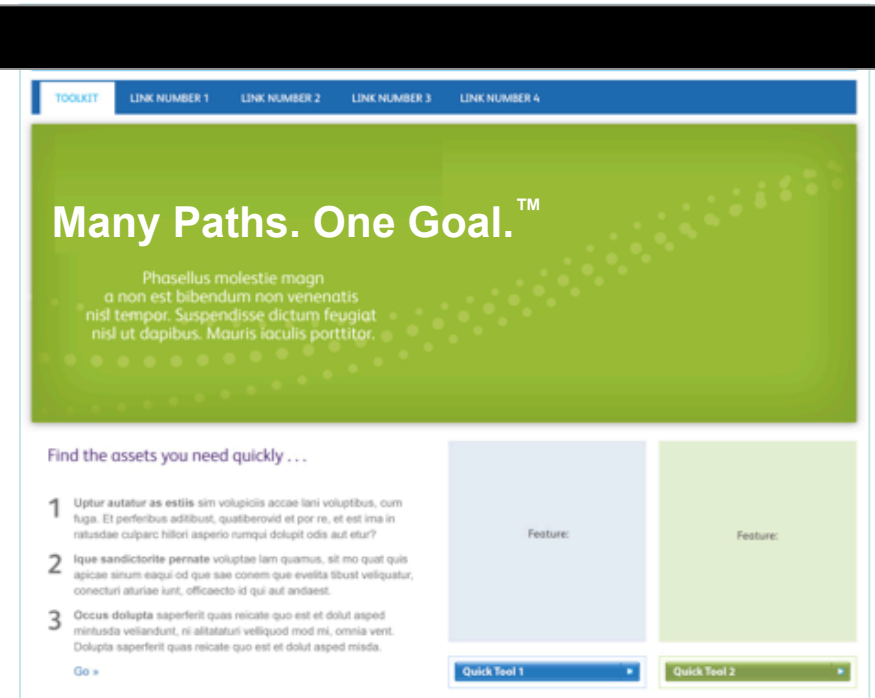 TOOLKIT LINK NUMBER 1 LINK NUMBER 2 LINK NUMBER 3 LINK NUMBER 4
Many Paths. One Goal.™
Phasellus molestie magn
a non est bibendum non venenatis
nisl tempor. Suspendisse dictum feugiat
nisl ut dapibus. Mauris iaculis porttitor.
Find the assets you need quickly . . .
1 Uptur autatur as estiis sim volupiciis accae lani voluptibus, cum
fuga. Et perferibus aditibust, quatiberovid et por re, et est ima in
ratusdae culparc hillori asperio rumqui dolupit odis aut etur?
2 Ique sandictorite pernate voluptae lam quamus, sit mo quat quis
apicae sinum eaqui od que sae conem que evelita tibust veliquatur,
conecturi aturiae iunt, officaecto id qui aut andaest.
3 Occus dolupta saperferit quas reicate quo est et dolut asped
mintusda veliandunt, ni alitataturi velliquod mod mi, omnia vent.
Dolupta saperferit quas reicate quo est et dolut asped misda.
Go »
Feature:
Feature:
Quick Tool 1
Quick Tool 2